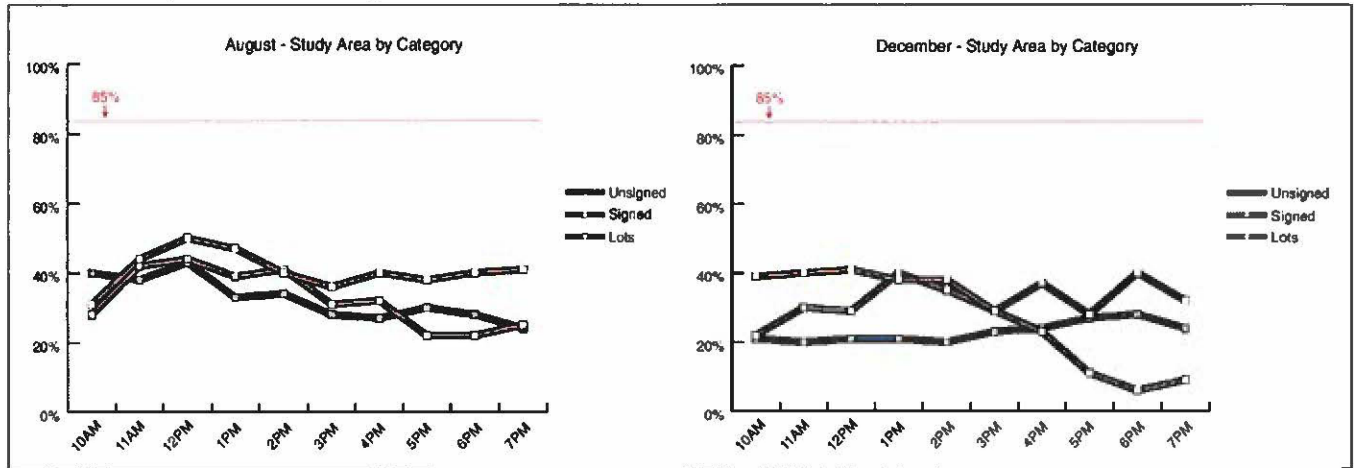 August - Study Area by Category
100%
85%
80%
60%
40%
20%
0%
10AM 11AM 12PM 1PM 2PM 3PM 4PM 5PM 6PM 7PM
Unsigned
Signed
Lots
December - Study Area by Category
100%
85%
80%
60%
40%
20%
0%
10AM 11AM 12PM 1PM 2PM 3PM 4PM 5PM 6PM 7PM
Unsigned
Signed
Lots